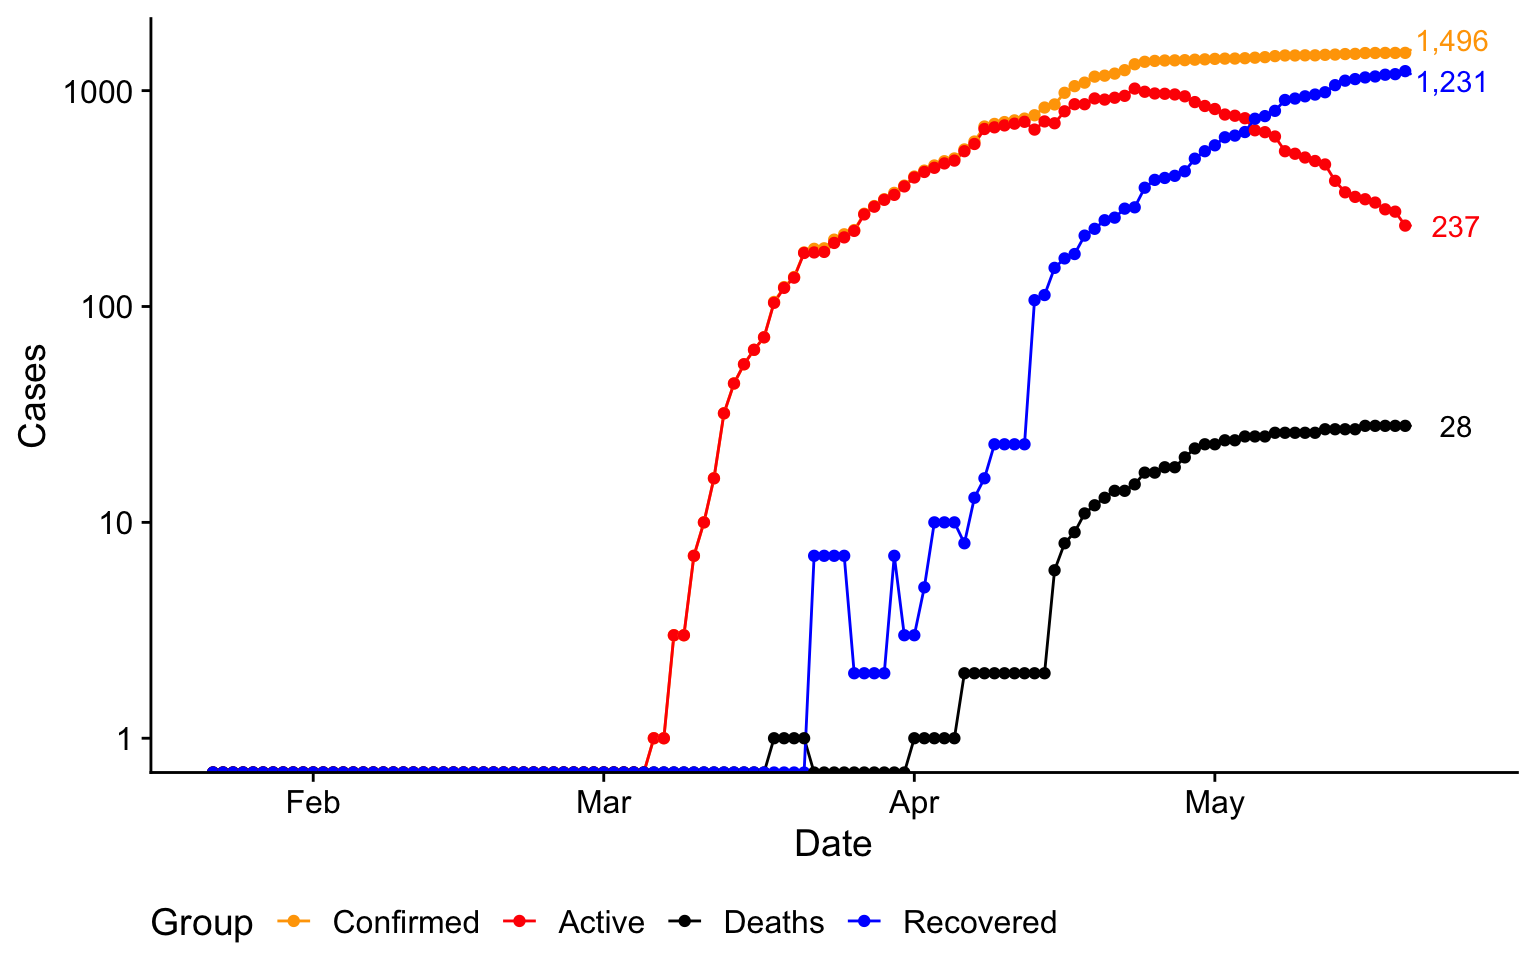 1,496
1000
1,231
237
100
Cases
28
10
1
Feb Mar Apr May
Date
Group Confirmed Active Deaths Recovered